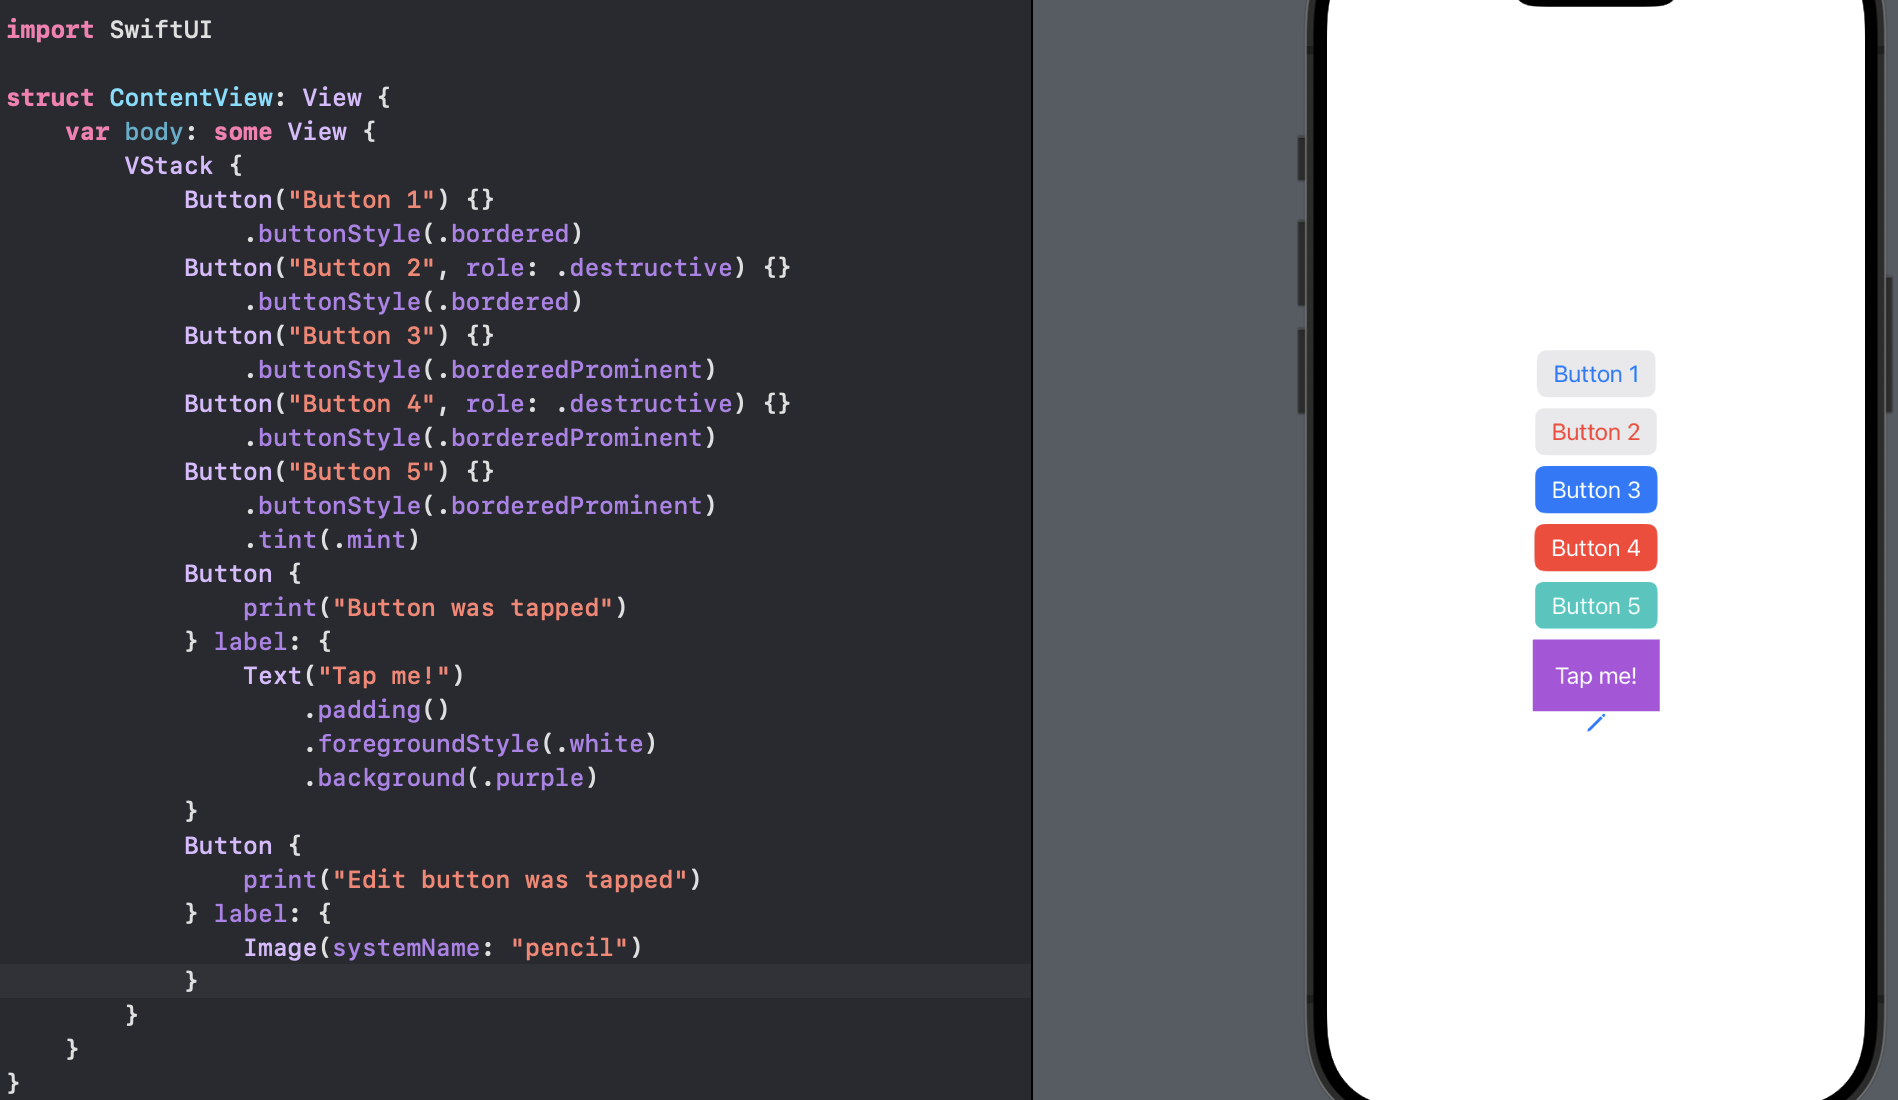 import SwiftUI
struct ContentView: View {
var body: some View {
VStack {
Button("Button 1") {}
.buttonStyle(.bordered)
Button("Button 2", role: .destructive) {}
.buttonStyle(.bordered)
Button("Button 3") {}
.buttonStyle(.borderedProminent)
Button("Button 4", role: .destructive) {}
.buttonStyle(.borderedProminent)
Button("Button 5") {}
.buttonStyle(.borderedProminent)
.tint(.mint)
Button {
print("Button was tapped")
} label: {
Text("Tap me!")
.padding()
.foregroundStyle(.white)
.background(.purple)
}
Button {
print("Edit button was tapped")
} label: {
Image(systemName: "pencil")
}
}
}
}
Button 1
Button 2
Button 3
Button 4
Button 5
Tap me!